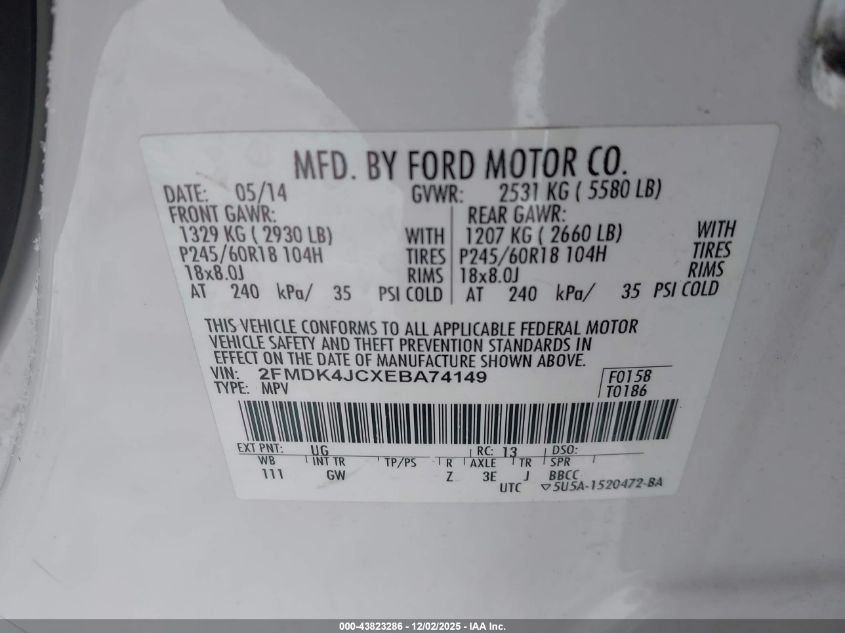 MFD. BY FORD MOTOR CO.
DATE: 05/14 GVWR: 2531 KG ( 5580 LB)
FRONT GAWR: REAR GAWR:
1329 KG ( 2930 LB) WITH 1207 KG ( 2660 LB) WITH
P245/60R18 104H TIRES P245/60R18 104H TIRES
18x8.0J RIMS 18x8.0J RIMS
AT 240 kPa/ 35 PSI COLD AT 240 kPa/ 35 PSI COLD
THIS VEHICLE CONFORMS TO ALL APPLICABLE FEDERAL MOTOR
VEHICLE SAFETY AND THEFT PREVENTION STANDARDS IN
EFFECT ON THE DATE OF MANUFACTURE SHOWN ABOVE.
VIN: 2FMDK4JCXEBA74149 F0158
TYPE: MPV T0186
EXT PNT: UG RC: 13 DSO:
WB INT TR TP/PS R AXLE TR SPR
111 GW Z 3E J BBCC
UTC ▽5U5A-1520472-BA
000-43823286 - 12/02/2025 - IAA Inc.